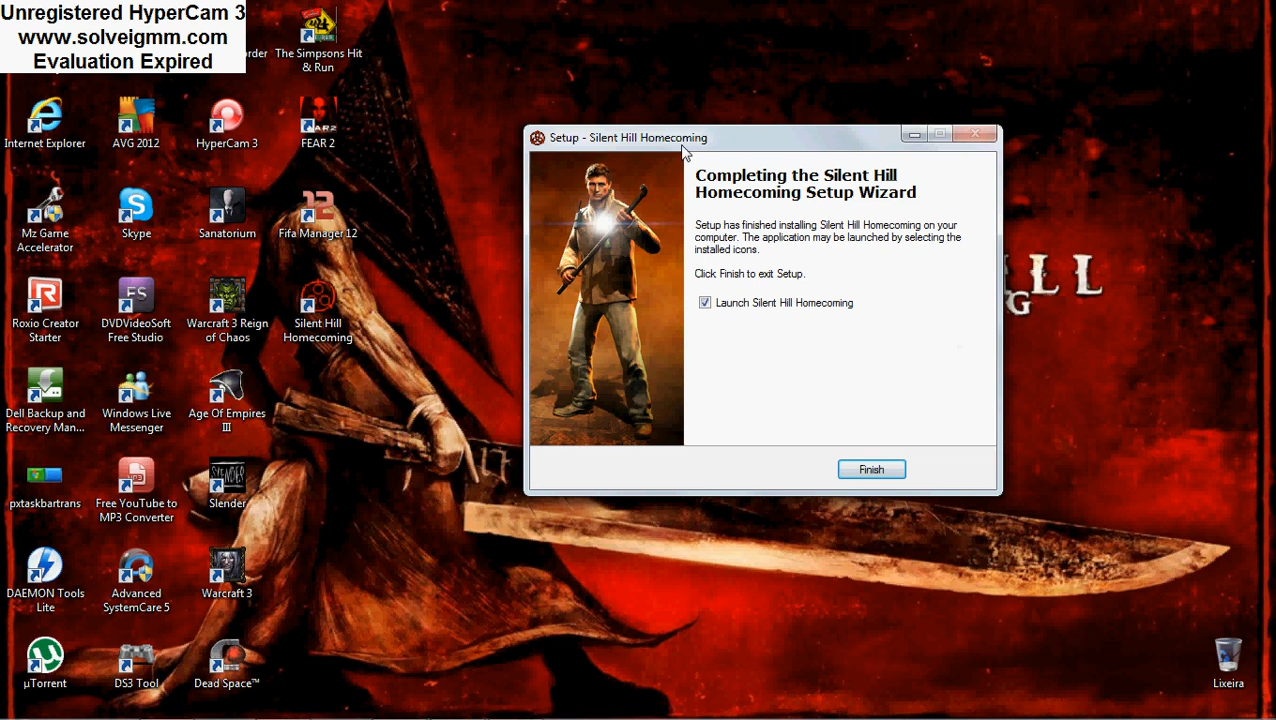 Unregistered HyperCam 3
www.solveigmm.com
Evaluation Expired
order
The Simpsons Hit
& Run
Internet Explorer
AVG 2012
HyperCam 3
FEAR 2
Mz Game
Accelerator
Skype
Sanatorium
Fifa Manager 12
Roxio Creator
Starter
DVDVideoSoft
Free Studio
Warcraft 3 Reign
of Chaos
Silent Hill
Homecoming
Dell Backup and
Recovery Man...
Windows Live
Messenger
Age Of Empires
III
pxtaskbartrans
Free YouTube to
MP3 Converter
SLENDER
Slender
DAEMON Tools
Lite
Advanced
SystemCare 5
Warcraft 3
µTorrent
DS3 Tool
Dead Space™
Setup - Silent Hill Homecoming
Completing the Silent Hill
Homecoming Setup Wizard
Setup has finished installing Silent Hill Homecoming on your
computer. The application may be launched by selecting the
installed icons.
Click Finish to exit Setup.
Launch Silent Hill Homecoming
Finish
Lixeira